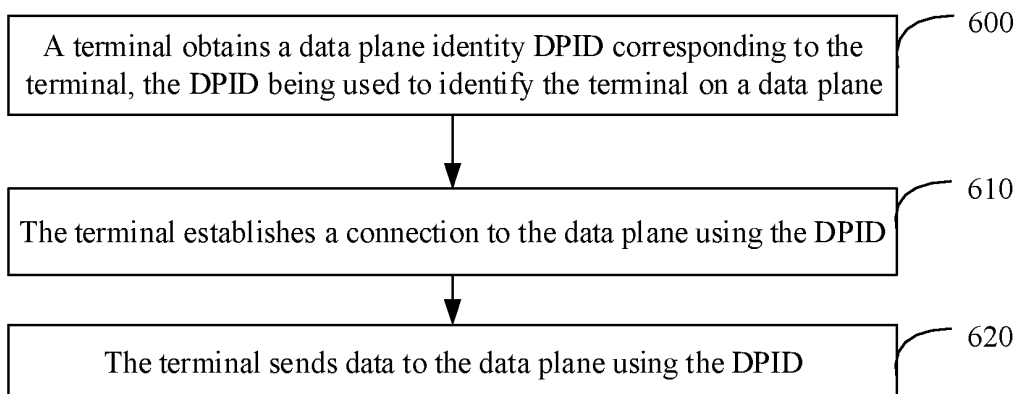 600
A terminal obtains a data plane identity DPID corresponding to the
terminal, the DPID being used to identify the terminal on a data plane
610
The terminal establishes a connection to the data plane using the DPID
620
The terminal sends data to the data plane using the DPID